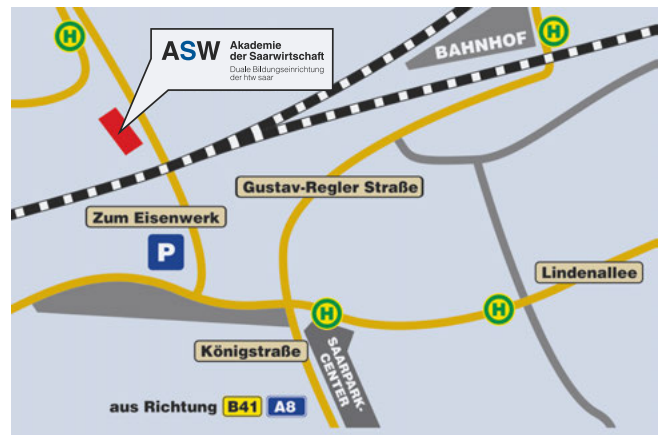 H
H
ASW
Akademie
der Saarwirtschaft
Duale Bildungseinrichtung
der htw saar
BAHNHOF
Gustav-Regler Straße
Zum Eisenwerk
P
Lindenallee
H
H
Königstraße
SAARPARK-
CENTER
aus Richtung B41 A8